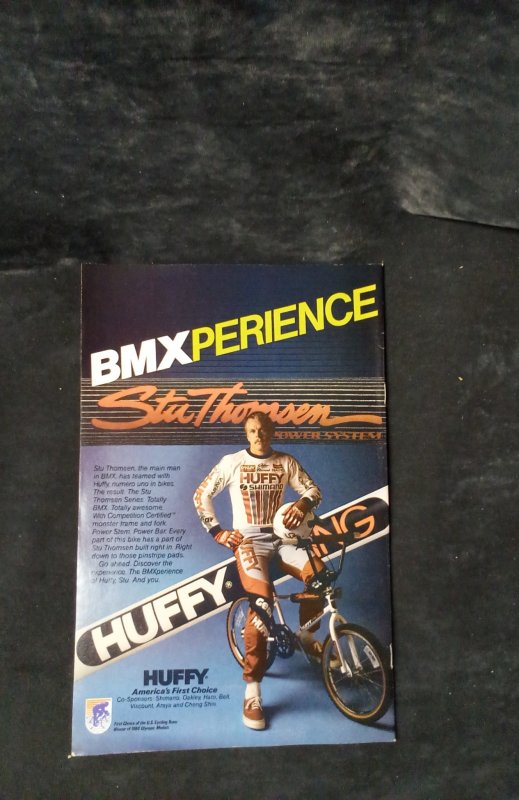 BMXPERIENCE
Stu Thomsen
POWER SYSTEM
Stu Thomsen, the main man
in BMX, has teamed with
Huffy, numero uno in bikes.
The result. The Stu
Thomsen Series. Totally
BMX. Totally awesome.
With Competition Certified™
monster frame and fork.
Power Stem. Power Bar. Every
part of this bike has a part of
Stu Thomsen built right in. Right
down to those pinstripe pads.
Go ahead. Discover the
experience. The BMXperience
of Huffy, Stu. And you.
HUFFY
SHIMANO
HUFFY
ING
HUFFY
America's First Choice
Co-Sponsors: Shimano, Oakley, Haro, Bell,
Viscount, Araya and Cheng Shin.
First Choice of the U.S. Cycling Team
Winner of 1984 Olympic Medals